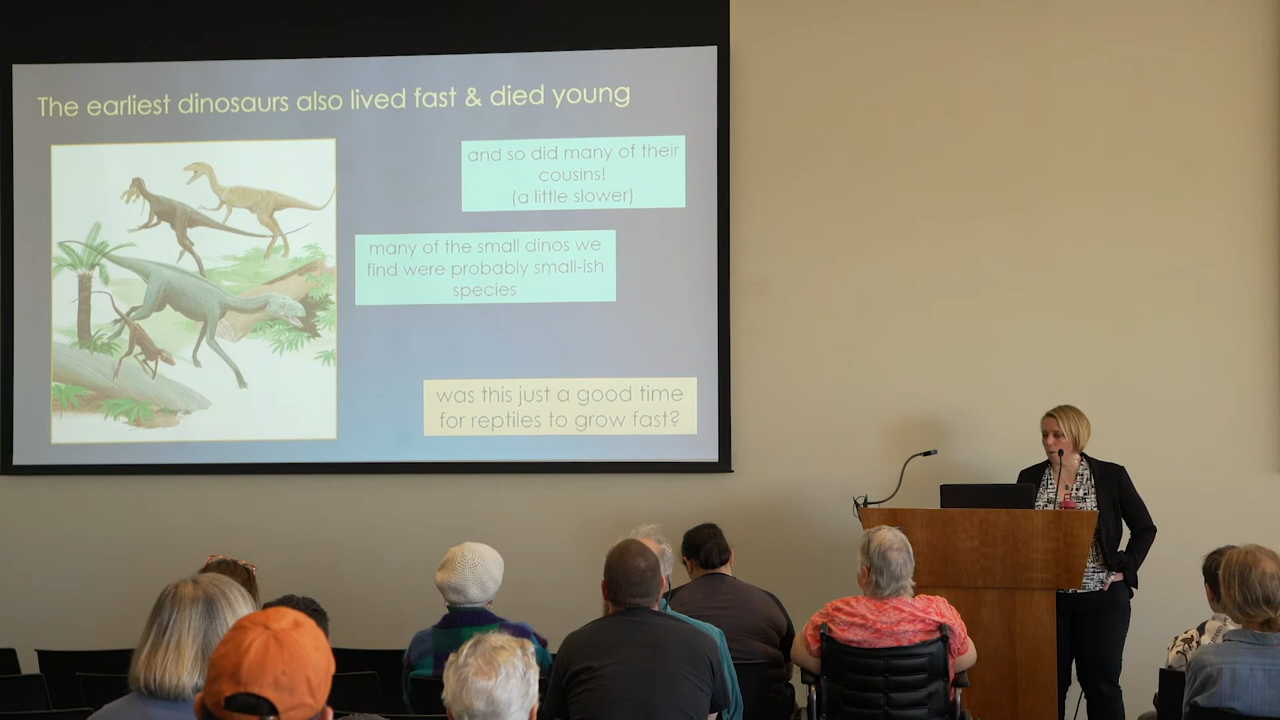 The earliest dinosaurs also lived fast & died young
and so did many of their
cousins!
(a little slower)
many of the small dinos we
find were probably small-ish
species
was this just a good time
for reptiles to grow fast?